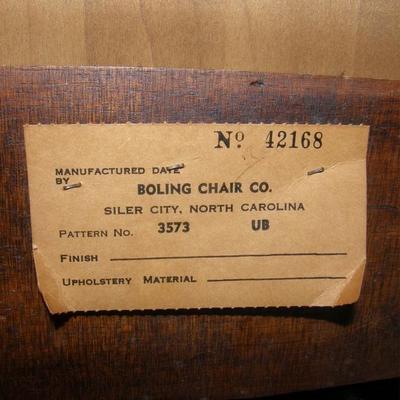 No. 42168
MANUFACTURED DATE
BY
BOLING CHAIR CO.
SILER CITY, NORTH CAROLINA
PATTERN NO. 3573 UB
FINISH
UPHOLSTERY MATERIAL